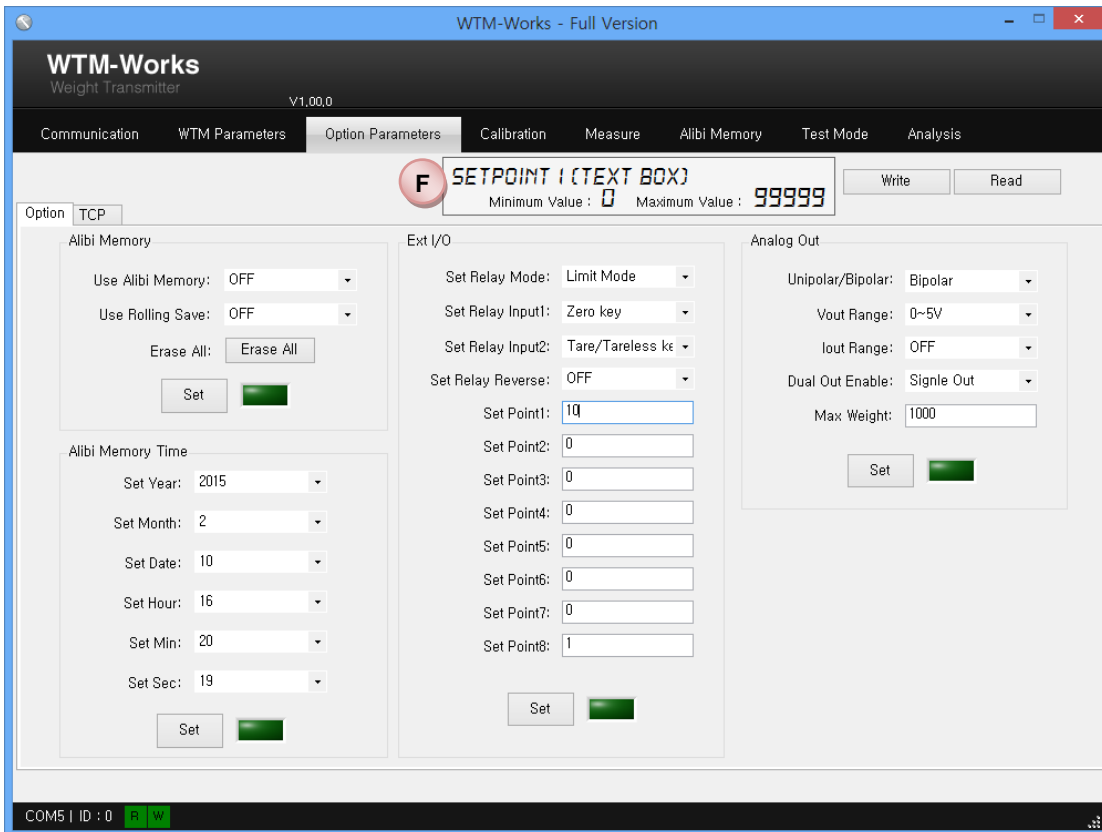 WTM-Works - Full Version
WTM-Works
Weight Transmitter
V1,00,0
Communication WTM Parameters Option Parameters Calibration Measure Alibi Memory Test Mode Analysis
F
SETPOINT 1 (TEXT BOX)
Minimum Value : 0 Maximum Value : 99999
Write Read
Option TCP
Alibi Memory
Use Alibi Memory: OFF
Use Rolling Save: OFF
Erase All: Erase All
Set
Alibi Memory Time
Set Year: 2015
Set Month: 2
Set Date: 10
Set Hour: 16
Set Min: 20
Set Sec: 19
Set
Ext I/O
Set Relay Mode: Limit Mode
Set Relay Input1: Zero key
Set Relay Input2: Tare/Tareless ke
Set Relay Reverse: OFF
Set Point1: 10
Set Point2: 0
Set Point3: 0
Set Point4: 0
Set Point5: 0
Set Point6: 0
Set Point7: 0
Set Point8: 1
Set
Analog Out
Unipolar/Bipolar: Bipolar
Vout Range: 0~5V
Iout Range: OFF
Dual Out Enable: Signle Out
Max Weight: 1000
Set
COM5 | ID : 0 R W